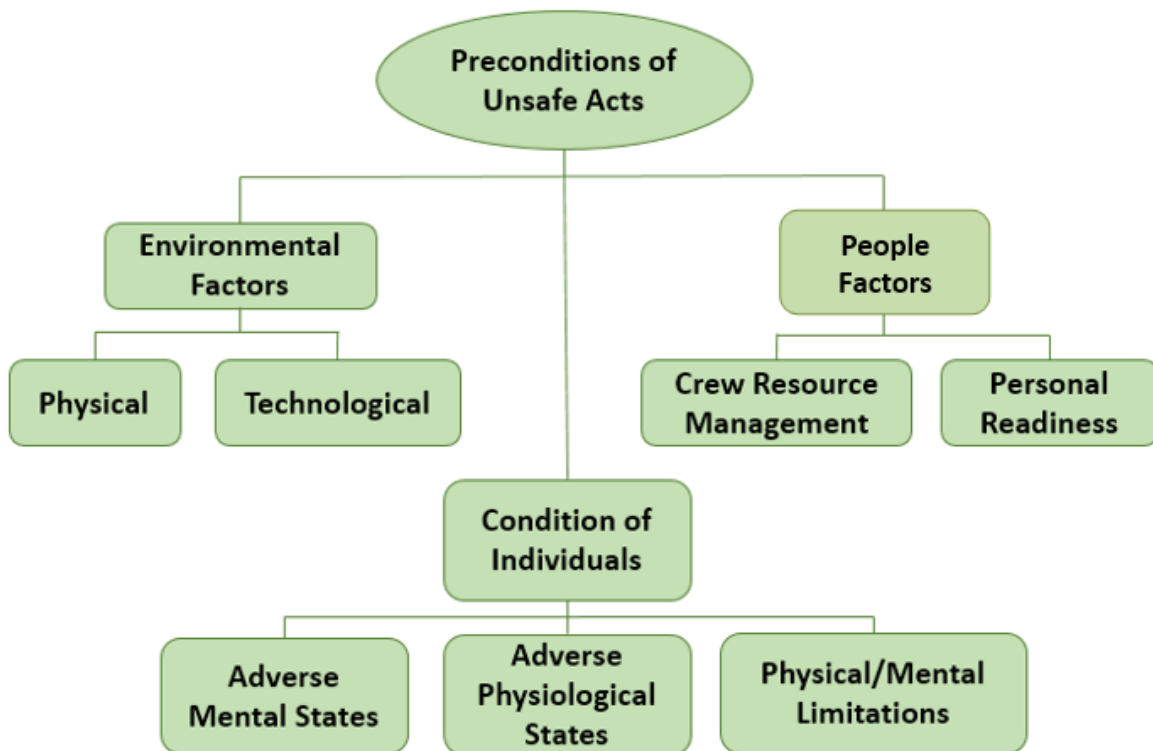 Preconditions of
Unsafe Acts
Environmental
Factors
People
Factors
Physical
Technological
Crew Resource
Management
Personal
Readiness
Condition of
Individuals
Adverse
Mental States
Adverse
Physiological
States
Physical/Mental
Limitations